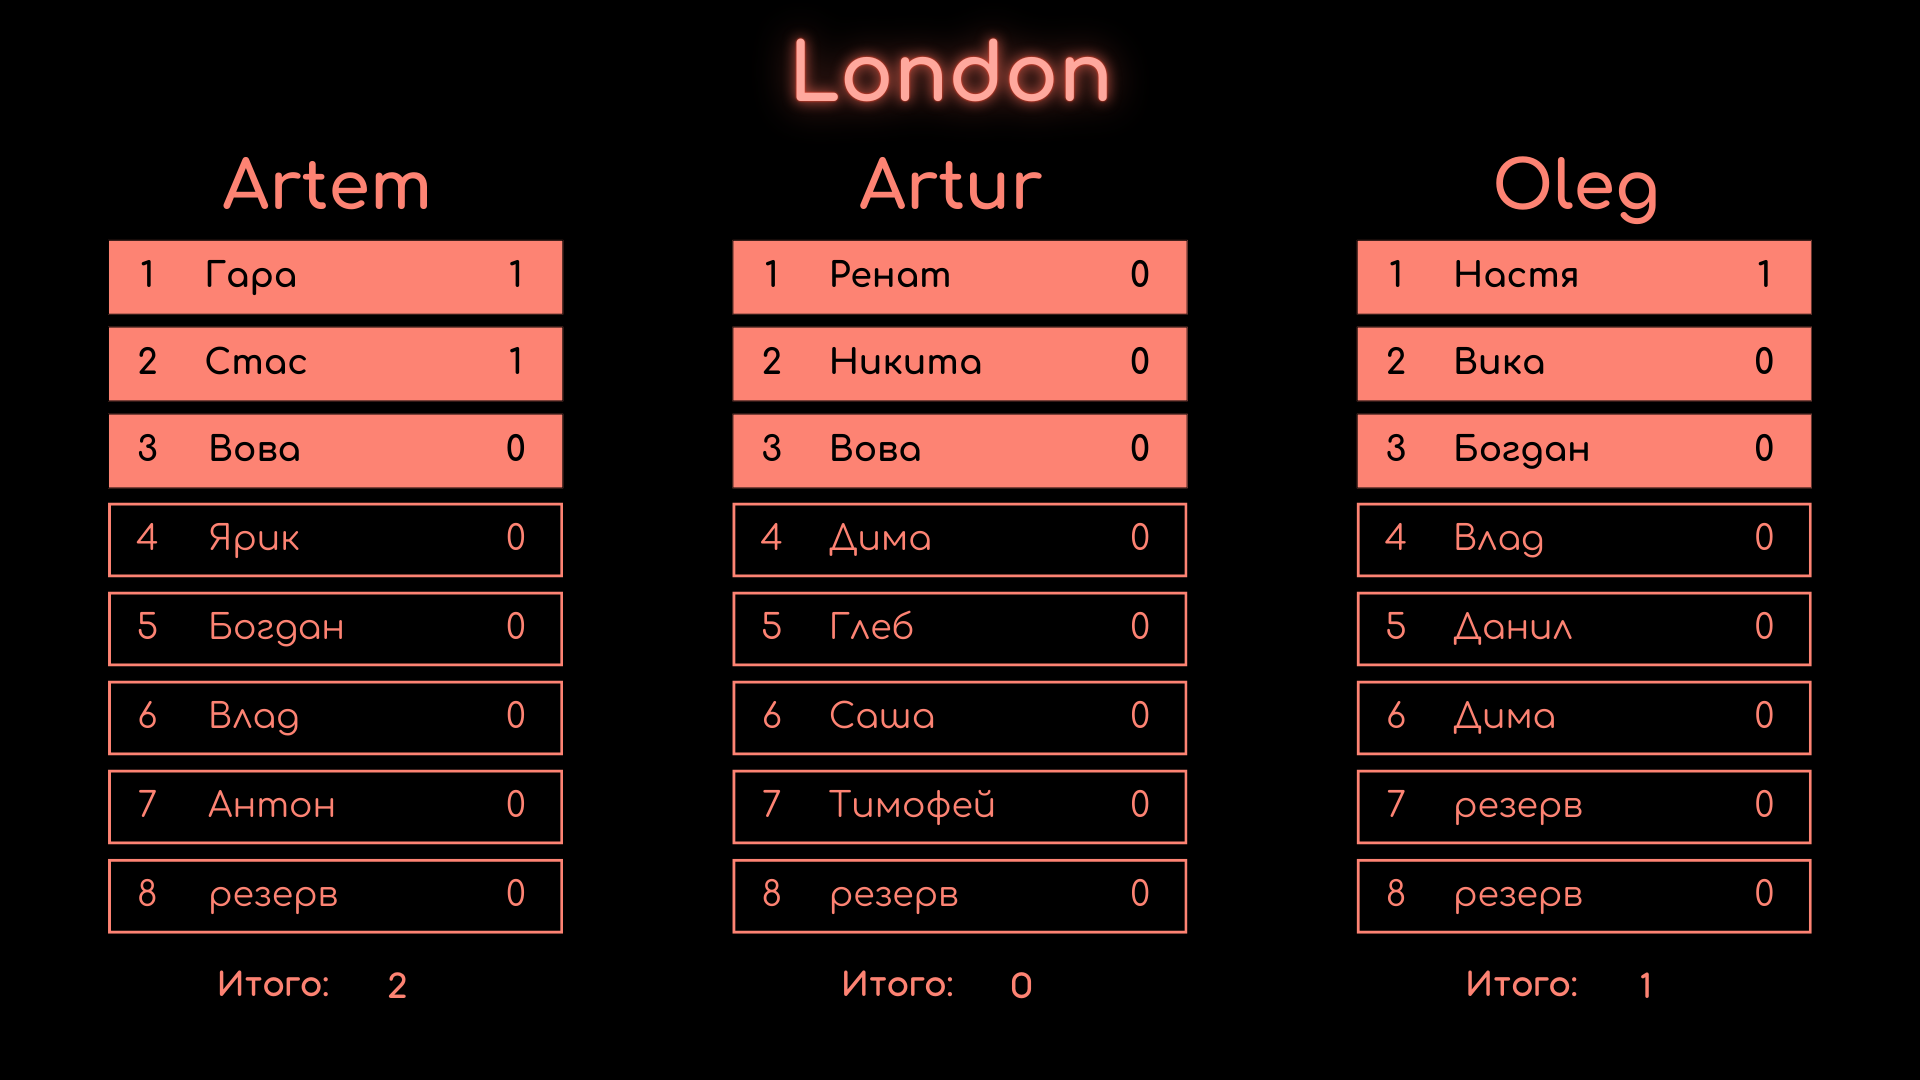 London
Artem
1 Гара 1
2 Стас 1
3 Вова 0
4 Ярик 0
5 Богдан 0
6 Влад 0
7 Антон 0
8 резерв 0
Итого: 2
Artur
1 Ренат 0
2 Никита 0
3 Вова 0
4 Дима 0
5 Глеб 0
6 Саша 0
7 Тимофей 0
8 резерв 0
Итого: 0
Oleg
1 Настя 1
2 Вика 0
3 Богдан 0
4 Влад 0
5 Данил 0
6 Дима 0
7 резерв 0
8 резерв 0
Итого: 1